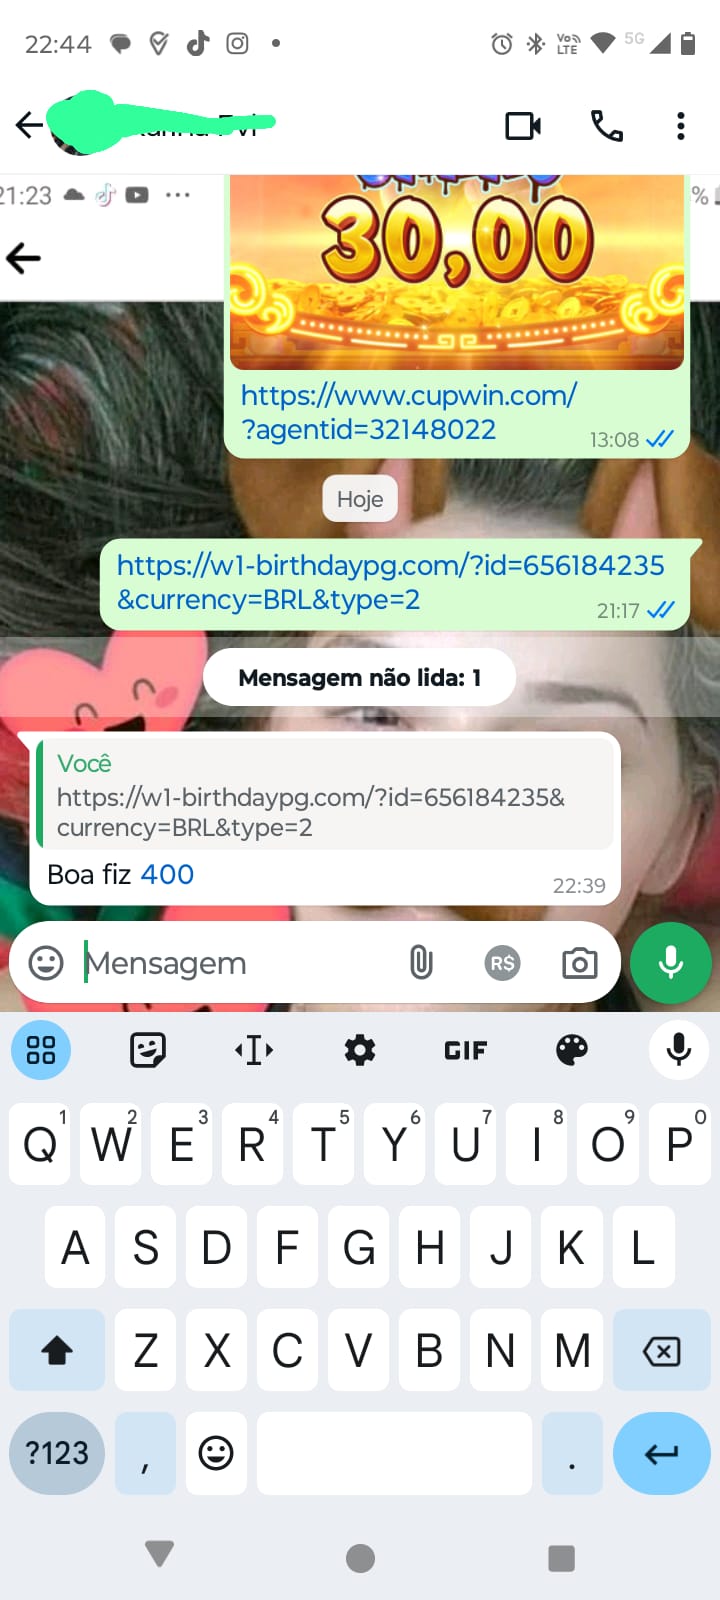 22:44
Vo
LTE
5G
21:23
%
30,00
https://www.cupwin.com/
?agentid=32148022
13:08
Hoje
https://w1-birthdaypg.com/?id=656184235
&currency=BRL&type=2
21:17
Mensagem não lida: 1
Você
https://w1-birthdaypg.com/?id=656184235&
currency=BRL&type=2
Boa fiz 400
22:39
Mensagem
R$
GIF
1 2 3 4 5 6 7 8 9 0
Q W E R T Y U I O P
A S D F G H J K L
Z X C V B N M
?123 , .